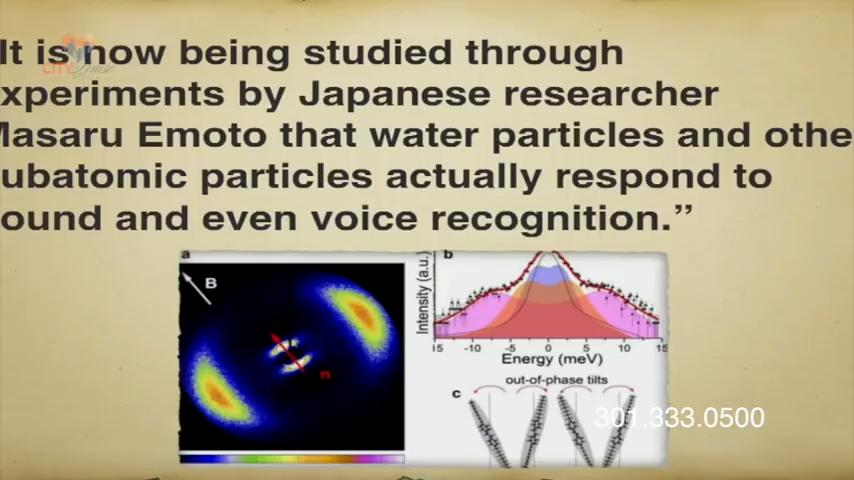 It is now being studied through
xperiments by Japanese researcher
Masaru Emoto that water particles and othe
ubatomic particles actually respond to
ound and even voice recognition.”
CITY
a
B
n
b
Intensity (a.u.)
15 -10 -5 0 5 10 15
Energy (meV)
out-of-phase tilts
c
301.333.0500